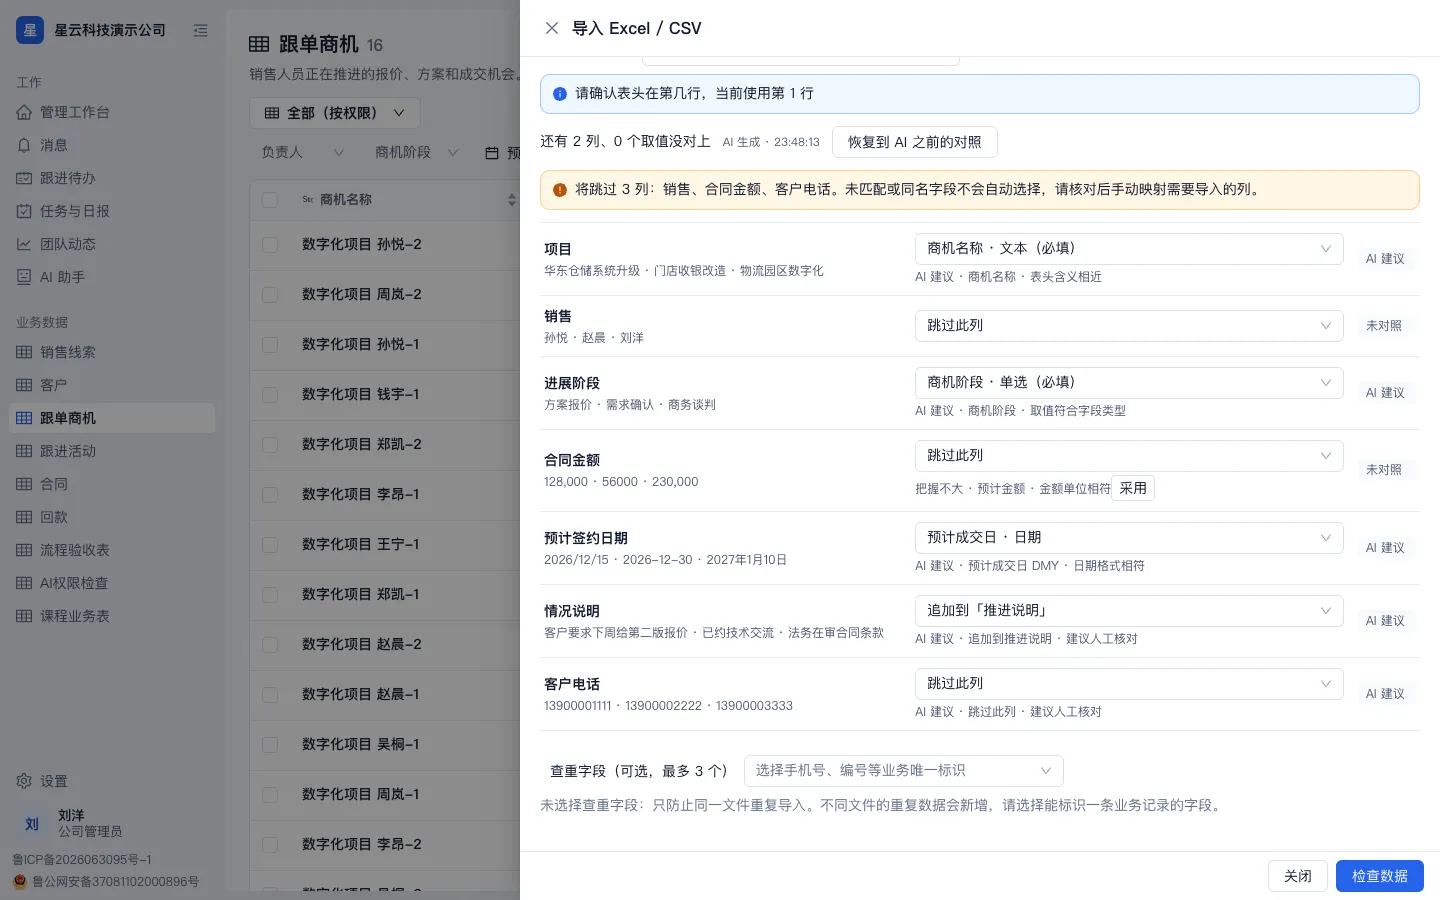 星 星云科技演示公司
工作
管理工作台
消息
跟进待办
任务与日报
团队动态
AI 助手
业务数据
销售线索
客户
跟单商机
跟进活动
合同
回款
流程验收表
AI权限检查
课程业务表
设置
刘 刘洋
公司管理员
鲁ICP备2026063095号-1
鲁公网安备37081102000896号
跟单商机 16
销售人员正在推进的报价、方案和成交机会。
全部（按权限）
负责人 商机阶段 预
Str 商机名称
数字化项目 孙悦-2
数字化项目 周岚-2
数字化项目 孙悦-1
数字化项目 钱宇-1
数字化项目 郑凯-2
数字化项目 李昂-1
数字化项目 王宁-1
数字化项目 郑凯-1
数字化项目 赵晨-2
数字化项目 赵晨-1
数字化项目 吴桐-1
数字化项目 周岚-1
数字化项目 李昂-2
导入 Excel / CSV
请确认表头在第几行，当前使用第 1 行
还有 2 列、0 个取值没对上 AI 生成 · 23:48:13 恢复到 AI 之前的对照
将跳过 3 列：销售、合同金额、客户电话。未匹配或同名字段不会自动选择，请核对后手动映射需要导入的列。
项目
华东仓储系统升级 · 门店收银改造 · 物流园区数字化
商机名称 · 文本（必填）
AI 建议 · 商机名称 · 表头含义相近
AI 建议
销售
孙悦 · 赵晨 · 刘洋
跳过此列
未对照
进展阶段
方案报价 · 需求确认 · 商务谈判
商机阶段 · 单选（必填）
AI 建议 · 商机阶段 · 取值符合字段类型
AI 建议
合同金额
128,000 · 56000 · 230,000
跳过此列
把握不大 · 预计金额 · 金额单位相符 采用
未对照
预计签约日期
2026/12/15 · 2026-12-30 · 2027年1月10日
预计成交日 · 日期
AI 建议 · 预计成交日 DMY · 日期格式相符
AI 建议
情况说明
客户要求下周给第二版报价 · 已约技术交流 · 法务在审合同条款
追加到「推进说明」
AI 建议 · 追加到推进说明 · 建议人工核对
AI 建议
客户电话
13900001111 · 13900002222 · 13900003333
跳过此列
AI 建议 · 跳过此列 · 建议人工核对
AI 建议
查重字段（可选，最多 3 个） 选择手机号、编号等业务唯一标识
未选择查重字段：只防止同一文件重复导入。不同文件的重复数据会新增，请选择能标识一条业务记录的字段。
关闭 检查数据